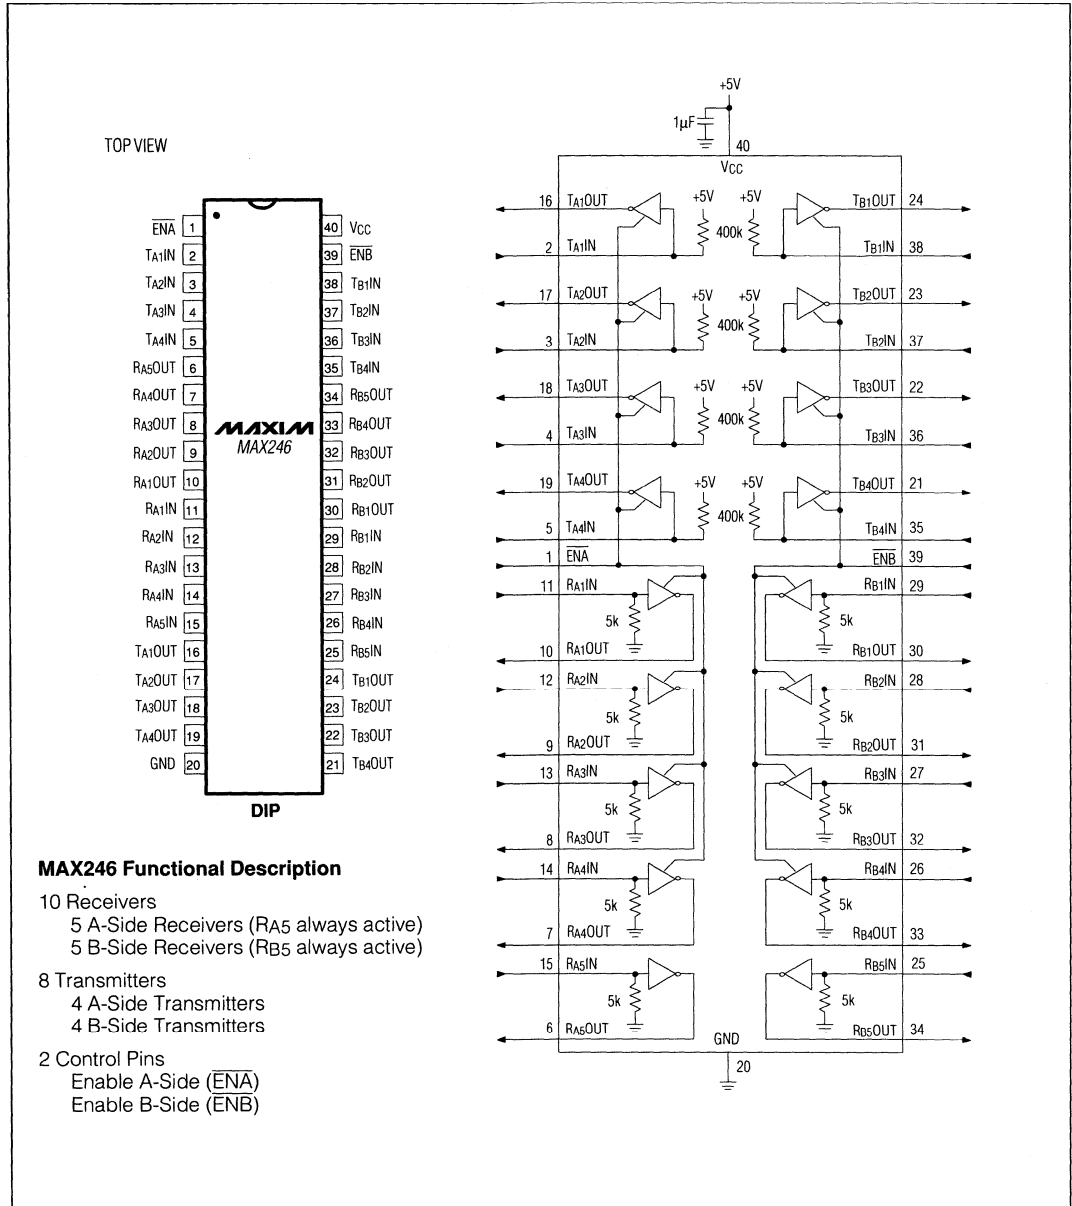 TOP VIEW
ENA 1
TA1IN 2
TA2IN 3
TA3IN 4
TA4IN 5
RA5OUT 6
RA4OUT 7
RA3OUT 8
RA2OUT 9
RA1OUT 10
RA1IN 11
RA2IN 12
RA3IN 13
RA4IN 14
RA5IN 15
TA1OUT 16
TA2OUT 17
TA3OUT 18
TA4OUT 19
GND 20
MAXIM
MAX246
40 VCC
39 ENB
38 TB1IN
37 TB2IN
36 TB3IN
35 TB4IN
34 RB5OUT
33 RB4OUT
32 RB3OUT
31 RB2OUT
30 RB1OUT
29 RB1IN
28 RB2IN
27 RB3IN
26 RB4IN
25 RB5IN
24 TB1OUT
23 TB2OUT
22 TB3OUT
21 TB4OUT
DIP
MAX246 Functional Description
10 Receivers
5 A-Side Receivers (RA5 always active)
5 B-Side Receivers (RB5 always active)
8 Transmitters
4 A-Side Transmitters
4 B-Side Transmitters
2 Control Pins
Enable A-Side (ENA)
Enable B-Side (ENB)
+5V
1µF
40
VCC
16 TA1OUT +5V +5V TB1OUT 24
400k
2 TA1IN TB1IN 38
17 TA2OUT +5V +5V TB2OUT 23
400k
3 TA2IN TB2IN 37
18 TA3OUT +5V +5V TB3OUT 22
400k
4 TA3IN TB3IN 36
19 TA4OUT +5V +5V TB4OUT 21
400k
5 TA4IN TB4IN 35
1 ENA ENB 39
11 RA1IN RB1IN 29
5k 5k
10 RA1OUT RB1OUT 30
12 RA2IN RB2IN 28
5k 5k
9 RA2OUT RB2OUT 31
13 RA3IN RB3IN 27
5k 5k
8 RA3OUT RB3OUT 32
14 RA4IN RB4IN 26
5k 5k
7 RA4OUT RB4OUT 33
15 RA5IN RB5IN 25
5k 5k
6 RA5OUT RB5OUT 34
GND
20